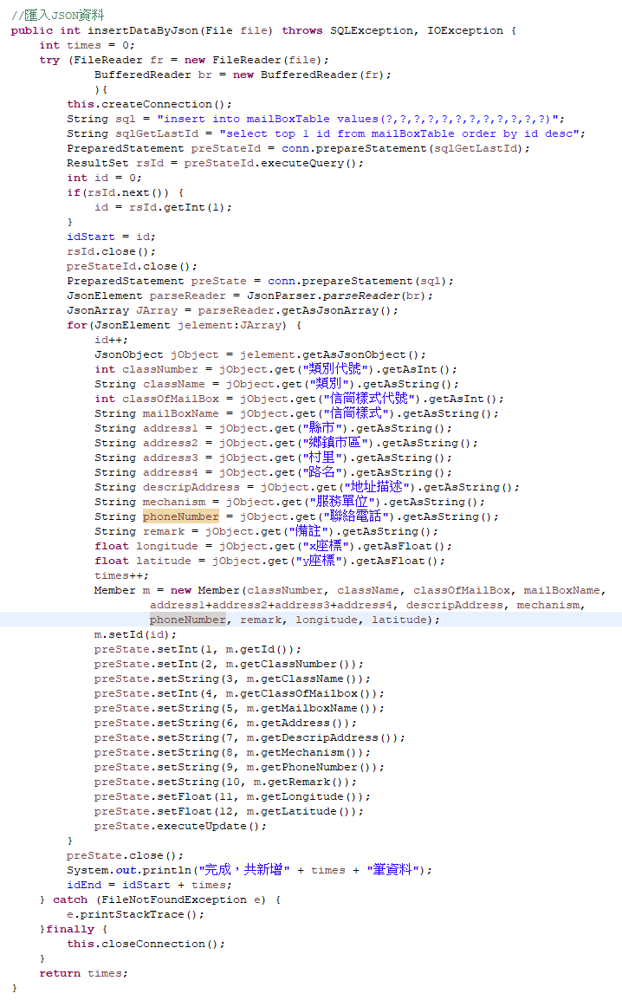 //匯入JSON資料
public int insertDataByJson(File file) throws SQLException, IOException {
    int times = 0;
    try (FileReader fr = new FileReader(file);
            BufferedReader br = new BufferedReader(fr);
            ){
        this.createConnection();
        String sql = "insert into mailBoxTable values(?,?,?,?,?,?,?,?,?,?,?,?)";
        String sqlGetLastId = "select top 1 id from mailBoxTable order by id desc";
        PreparedStatement preStateId = conn.prepareStatement(sqlGetLastId);
        ResultSet rsId = preStateId.executeQuery();
        int id = 0;
        if(rsId.next()) {
            id = rsId.getInt(1);
        }
        idStart = id;
        rsId.close();
        preStateId.close();
        PreparedStatement preState = conn.prepareStatement(sql);
        JsonElement parseReader = JsonParser.parseReader(br);
        JsonArray JArray = parseReader.getAsJsonArray();
        for(JsonElement jelement:JArray) {
            id++;
            JsonObject jObject = jelement.getAsJsonObject();
            int classNumber = jObject.get("類別代號").getAsInt();
            String className = jObject.get("類別").getAsString();
            int classOfMailBox = jObject.get("信筒樣式代號").getAsInt();
            String mailBoxName = jObject.get("信筒樣式").getAsString();
            String address1 = jObject.get("縣市").getAsString();
            String address2 = jObject.get("鄉鎮市區").getAsString();
            String address3 = jObject.get("村里").getAsString();
            String address4 = jObject.get("路名").getAsString();
            String descripAddress = jObject.get("地址描述").getAsString();
            String mechanism = jObject.get("服務單位").getAsString();
            String phoneNumber = jObject.get("聯絡電話").getAsString();
            String remark = jObject.get("備註").getAsString();
            float longitude = jObject.get("x座標").getAsFloat();
            float latitude = jObject.get("y座標").getAsFloat();
            times++;
            Member m = new Member(classNumber, className, classOfMailBox, mailBoxName,
                    address1+address2+address3+address4, descripAddress, mechanism,
                    phoneNumber, remark, longitude, latitude);
            m.setId(id);
            preState.setInt(1, m.getId());
            preState.setInt(2, m.getClassNumber());
            preState.setString(3, m.getClassName());
            preState.setInt(4, m.getClassOfMailbox());
            preState.setString(5, m.getMailboxName());
            preState.setString(6, m.getAddress());
            preState.setString(7, m.getDescripAddress());
            preState.setString(8, m.getMechanism());
            preState.setString(9, m.getPhoneNumber());
            preState.setString(10, m.getRemark());
            preState.setFloat(11, m.getLongitude());
            preState.setFloat(12, m.getLatitude());
            preState.executeUpdate();
        }
        preState.close();
        System.out.println("完成，共新增" + times + "筆資料");
        idEnd = idStart + times;
    } catch (FileNotFoundException e) {
        e.printStackTrace();
    }finally {
        this.closeConnection();
    }
    return times;
}